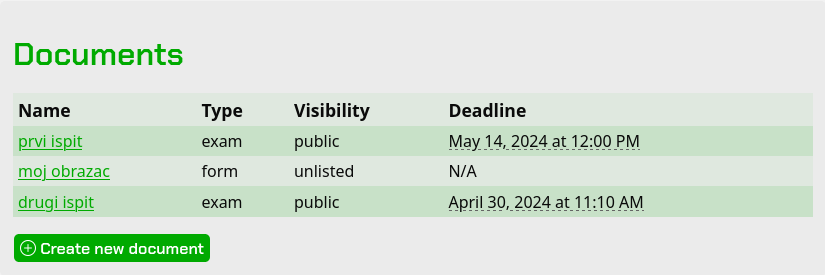 Documents
Name Type Visibility Deadline
prvi ispit exam public May 14, 2024 at 12:00 PM
moj obrazac form unlisted N/A
drugi ispit exam public April 30, 2024 at 11:10 AM
Create new document